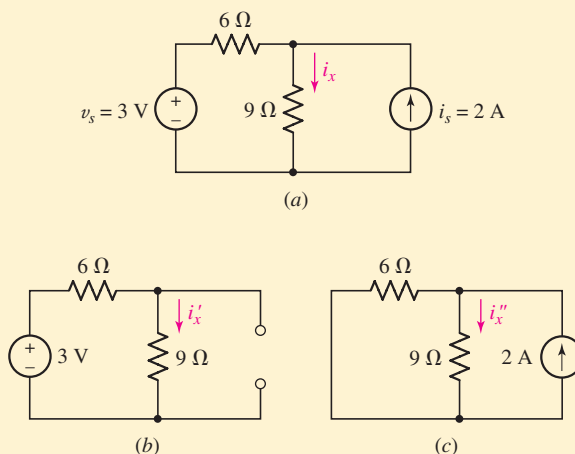 6 Ω
i_x
v_s = 3 V
+
−
9 Ω
i_s = 2 A
(a)
6 Ω
i_x′
3 V
+
−
9 Ω
(b)
6 Ω
i_x″
9 Ω
2 A
(c)